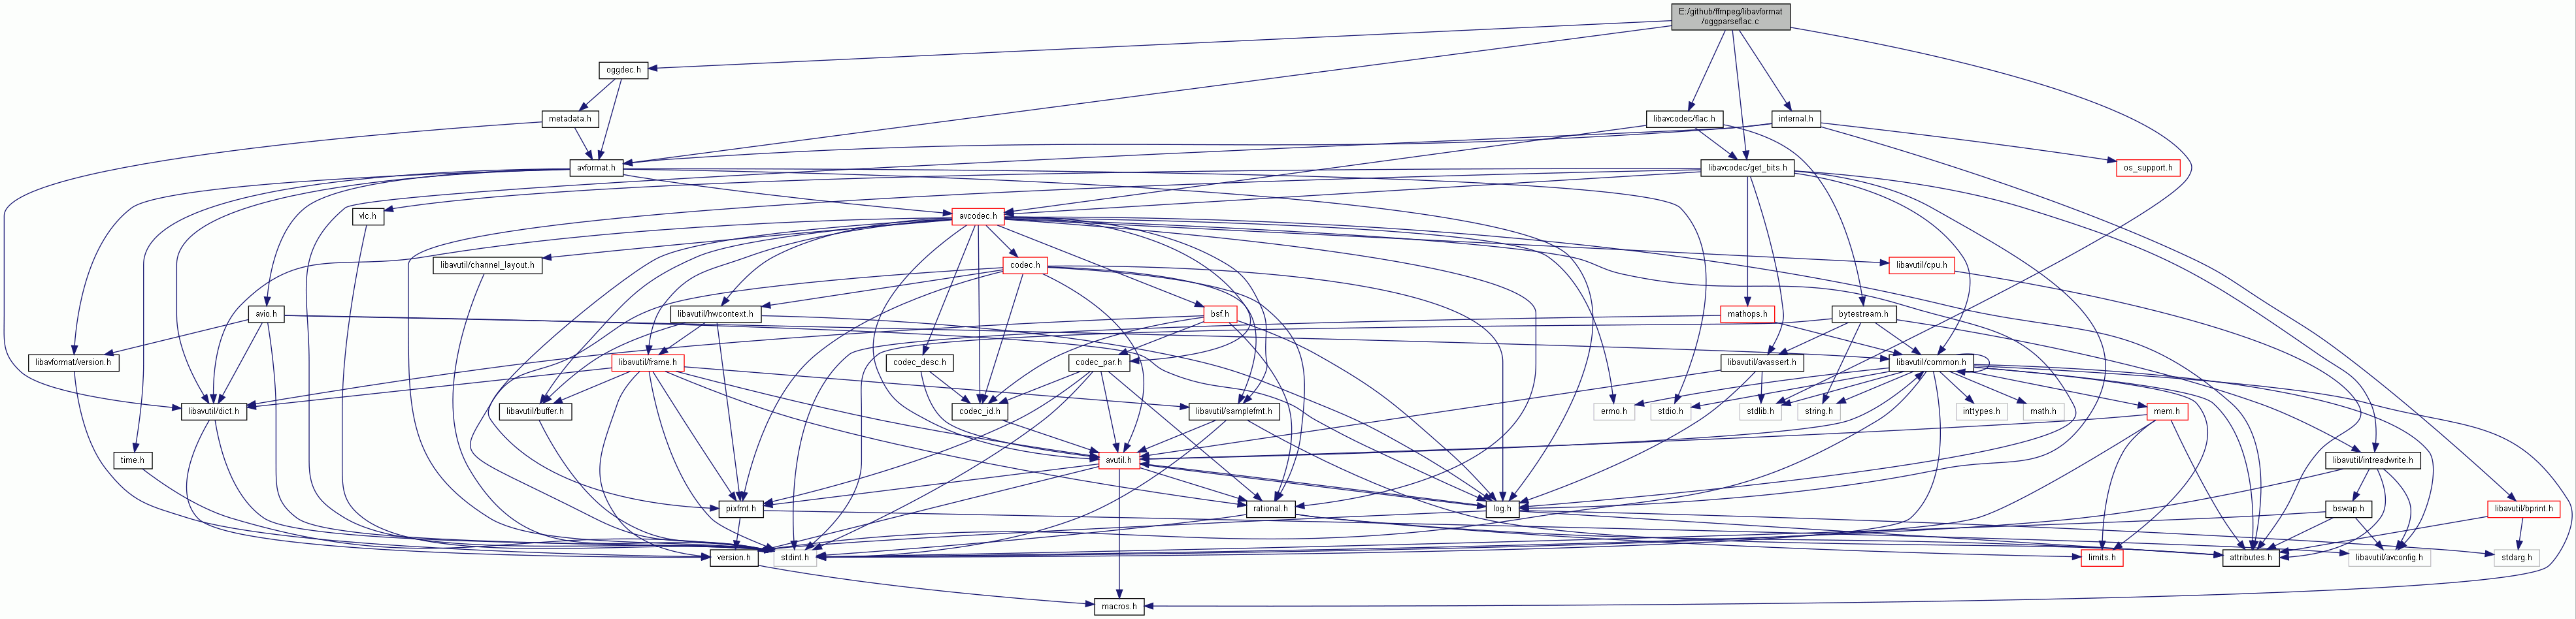 E:/github/ffmpeg/libavformat
/oggparseflac.c
oggdec.h
metadata.h
libavcodec/flac.h
internal.h
avformat.h
libavcodec/get_bits.h
os_support.h
vlc.h
avcodec.h
libavutil/channel_layout.h
codec.h
libavutil/cpu.h
avio.h
libavutil/hwcontext.h
bsf.h
mathops.h
bytestream.h
libavformat/version.h
libavutil/frame.h
codec_desc.h
codec_par.h
libavutil/avassert.h
libavutil/common.h
libavutil/dict.h
libavutil/buffer.h
codec_id.h
libavutil/samplefmt.h
errno.h
stdio.h
stdlib.h
string.h
inttypes.h
math.h
mem.h
time.h
avutil.h
libavutil/intreadwrite.h
pixfmt.h
rational.h
log.h
bswap.h
libavutil/bprint.h
version.h
stdint.h
limits.h
attributes.h
libavutil/avconfig.h
stdarg.h
macros.h